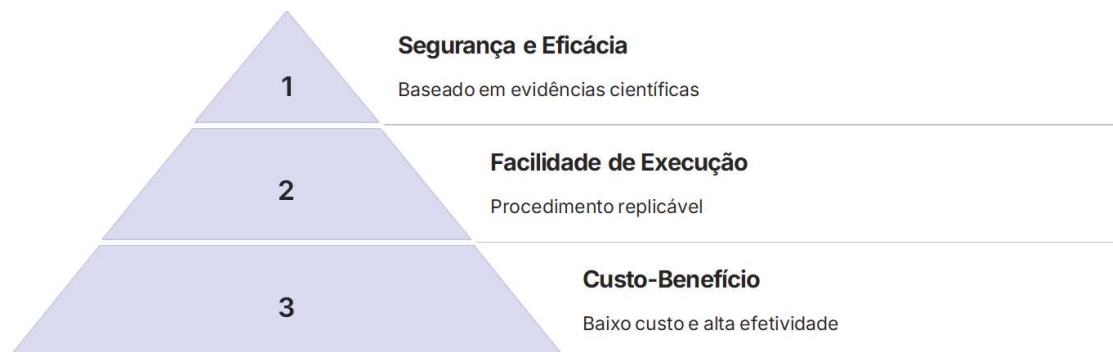 1
Segurança e Eficácia
Baseado em evidências científicas
2
Facilidade de Execução
Procedimento replicável
3
Custo-Benefício
Baixo custo e alta efetividade